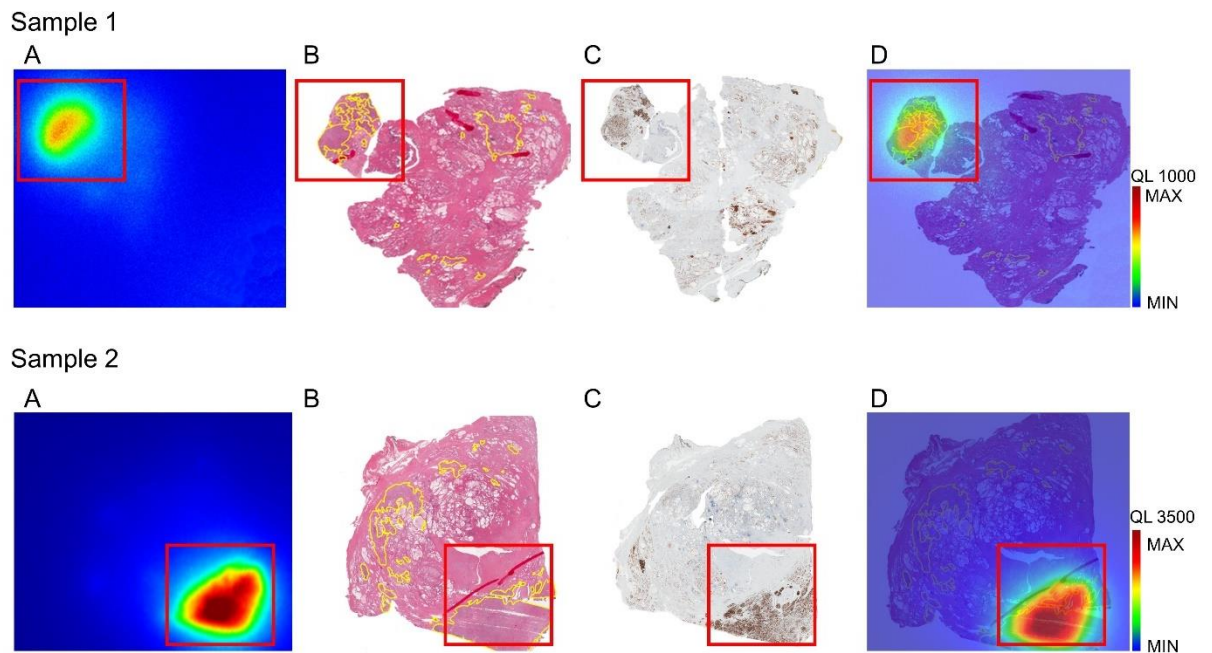 Sample 1
A B C D
QL 1000
MAX
MIN
Sample 2
A B C D
QL 3500
MAX
MIN